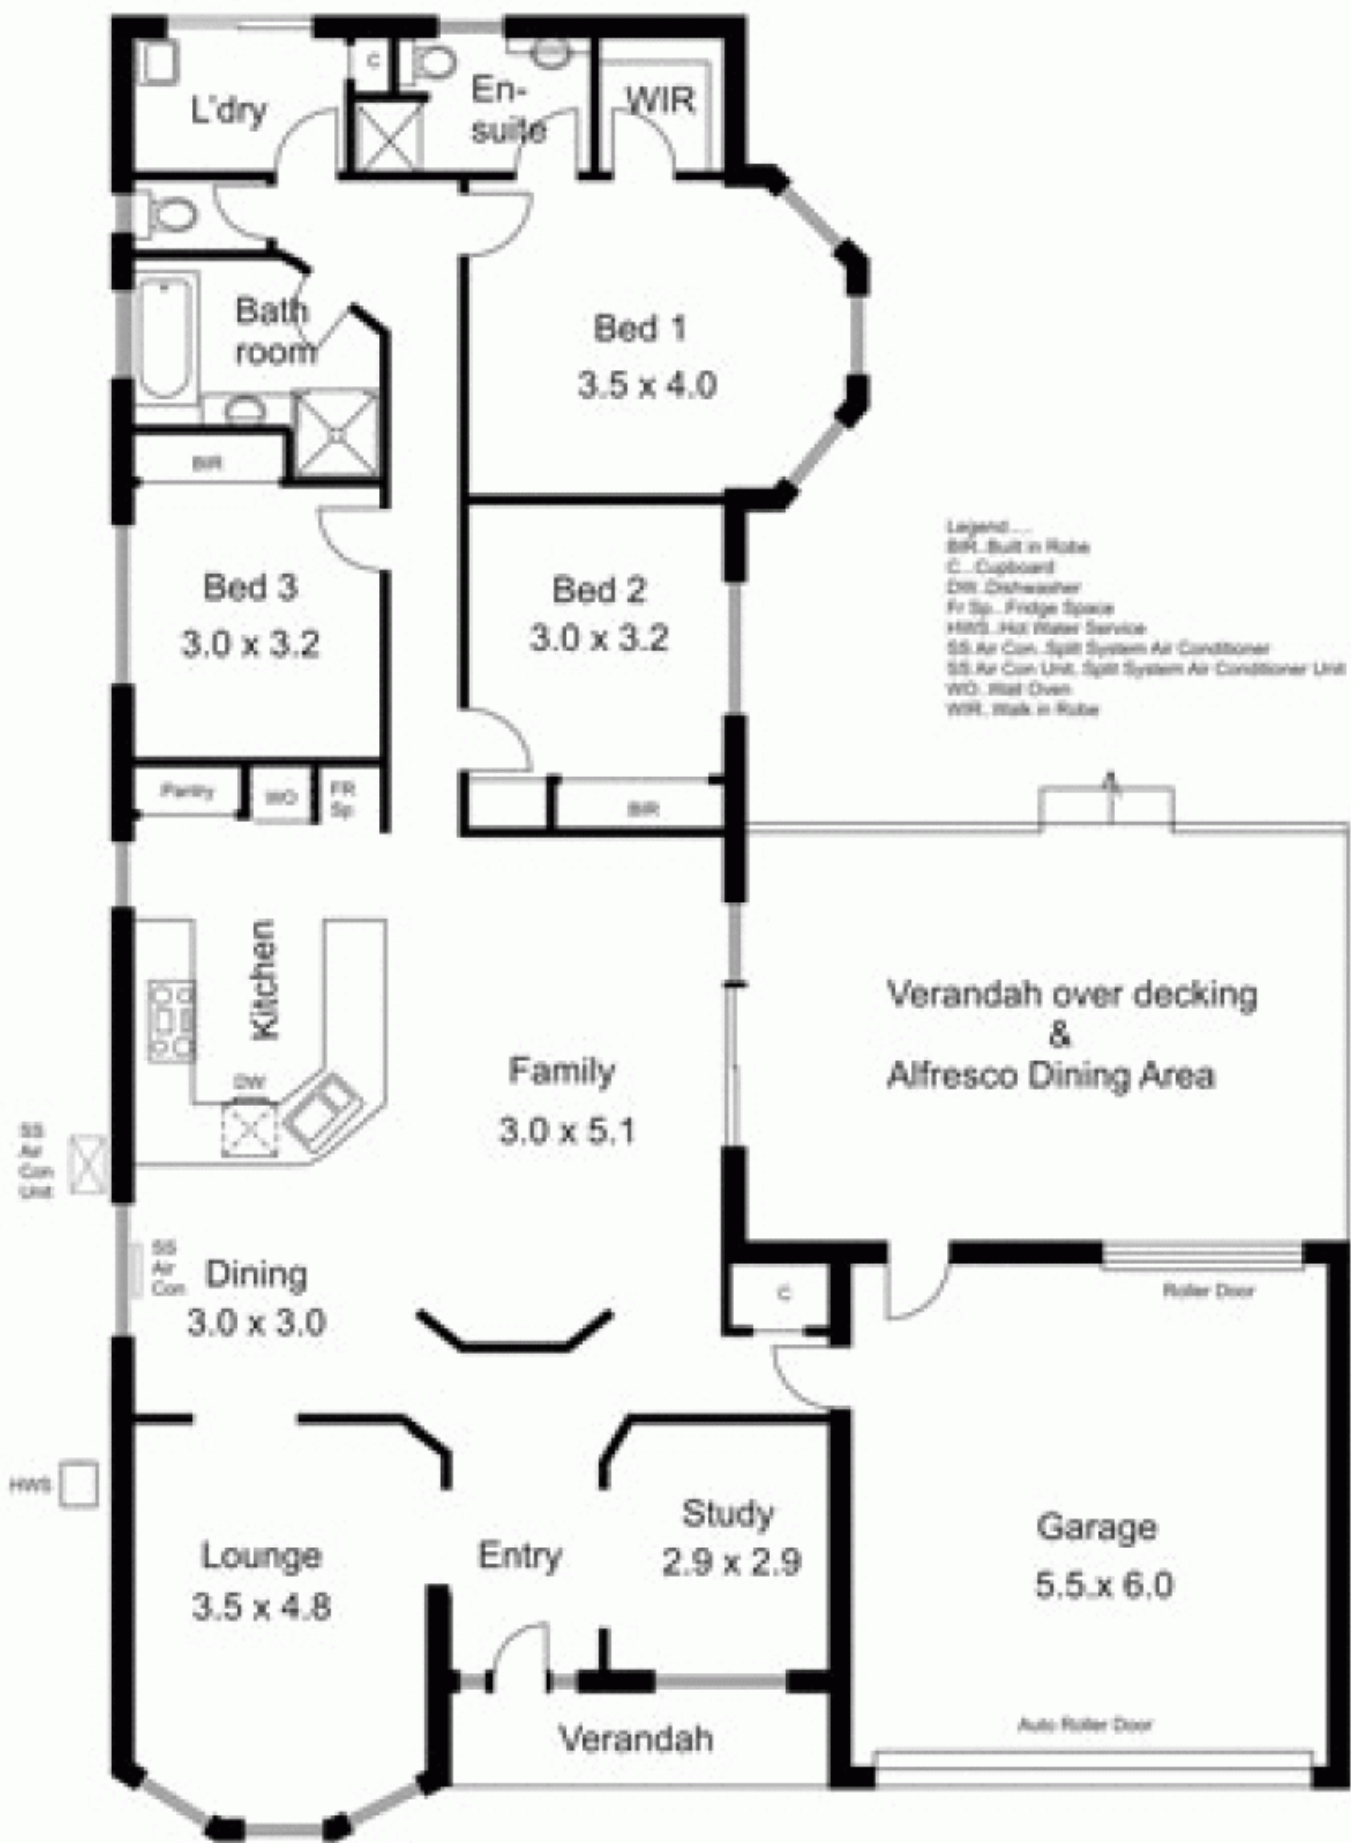 L'dry
C
En-
suite
WIR
Bath
room
Bed 1
3.5 x 4.0
BIR
Bed 3
3.0 x 3.2
Bed 2
3.0 x 3.2
Legend....
BIR..Built in Robe
C...Cupboard
DW..Dishwasher
Fr Sp...Fridge Space
HWS..Hot Water Service
SS Air Con..Split System Air Conditioner
SS Air Con Unit..Split System Air Conditioner Unit
WO..Wall Oven
WIR..Walk in Robe
Pantry
WO
FR
Sp
BIR
Kitchen
DW
Family
3.0 x 5.1
Verandah over decking
&
Alfresco Dining Area
SS
Air
Con
Unit
SS
Air
Con
Dining
3.0 x 3.0
C
Roller Door
HWS
Lounge
3.5 x 4.8
Entry
Study
2.9 x 2.9
Garage
5.5.x 6.0
Verandah
Auto Roller Door